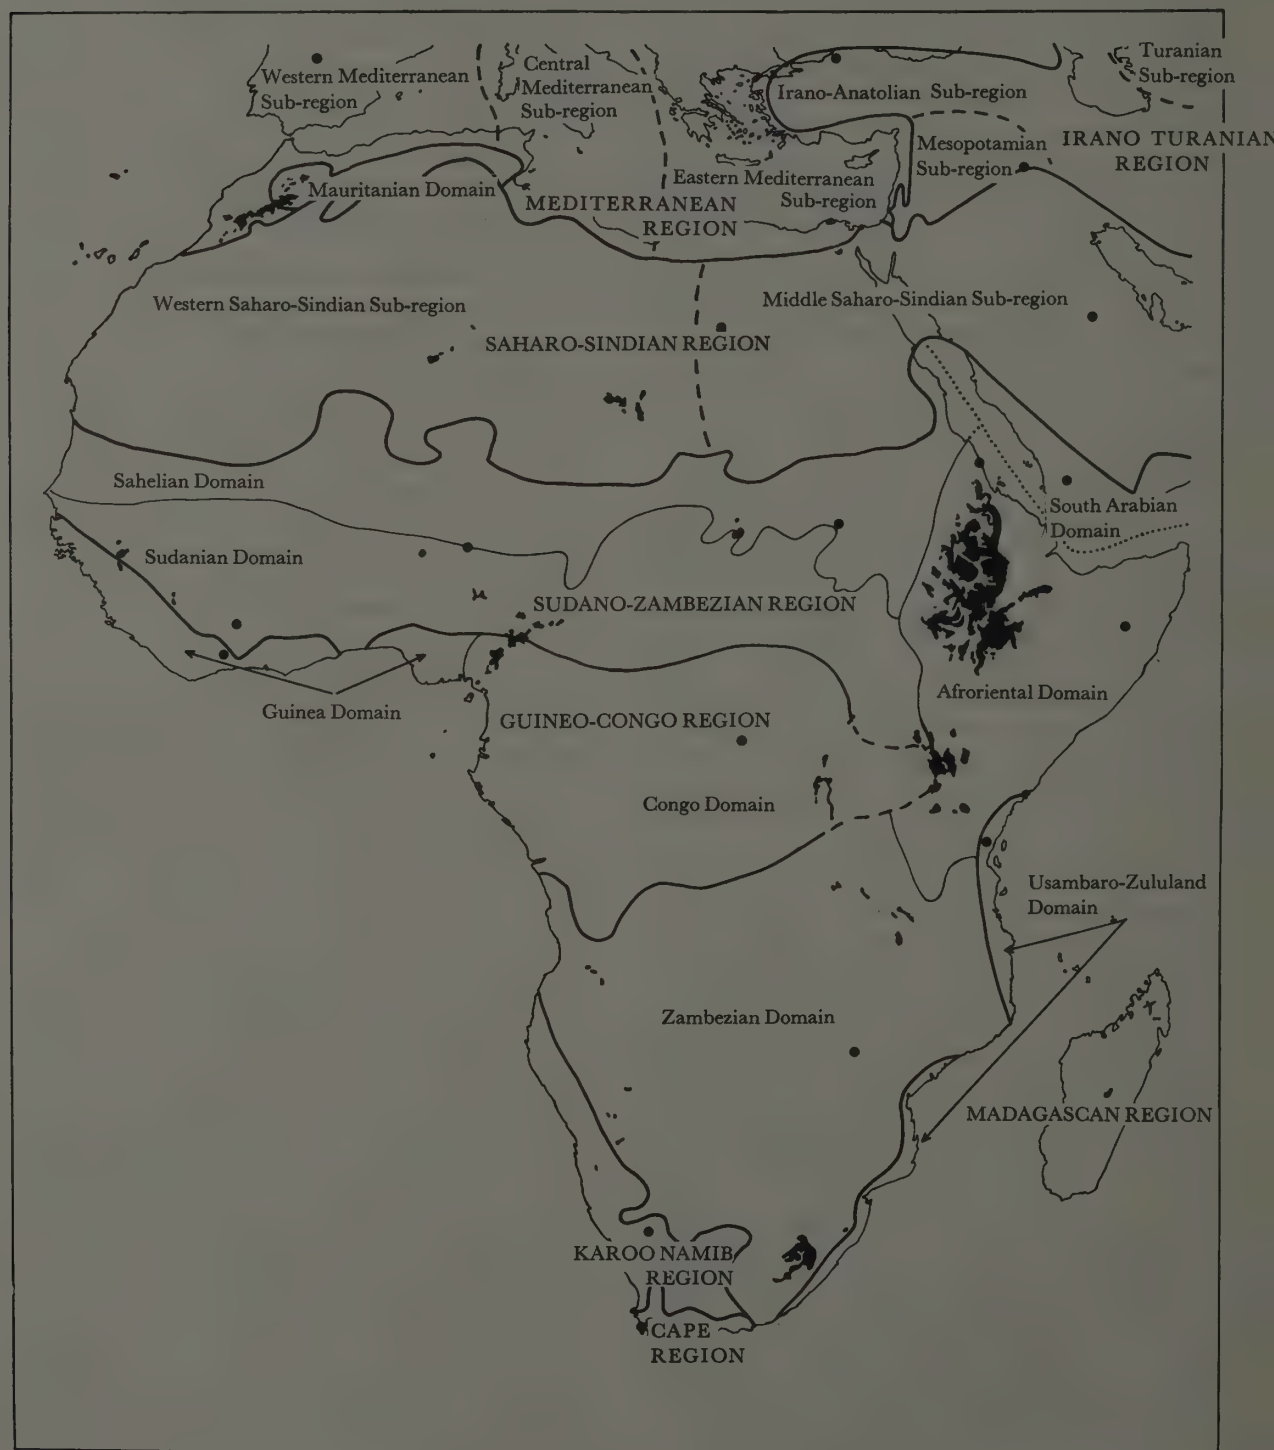 Western Mediterranean
Sub-region
Central
Mediterranean
Sub-region
Turanian
Sub-region
Irano-Anatolian Sub-region
Mesopotamian
Sub-region
IRANO TURANIAN
REGION
Mauritanian Domain
MEDITERRANEAN
REGION
Eastern Mediterranean
Sub-region
Western Saharo-Sindian Sub-region
Middle Saharo-Sindian Sub-region
SAHARO-SINDIAN REGION
Sahelian Domain
South Arabian
Domain
Sudanian Domain
SUDANO-ZAMBEZIAN REGION
Afroriental Domain
Guinea Domain
GUINEO-CONGO REGION
Congo Domain
Usambaro-Zululand
Domain
Zambezian Domain
MADAGASCAN REGION
KAROO NAMIB
REGION
CAPE
REGION